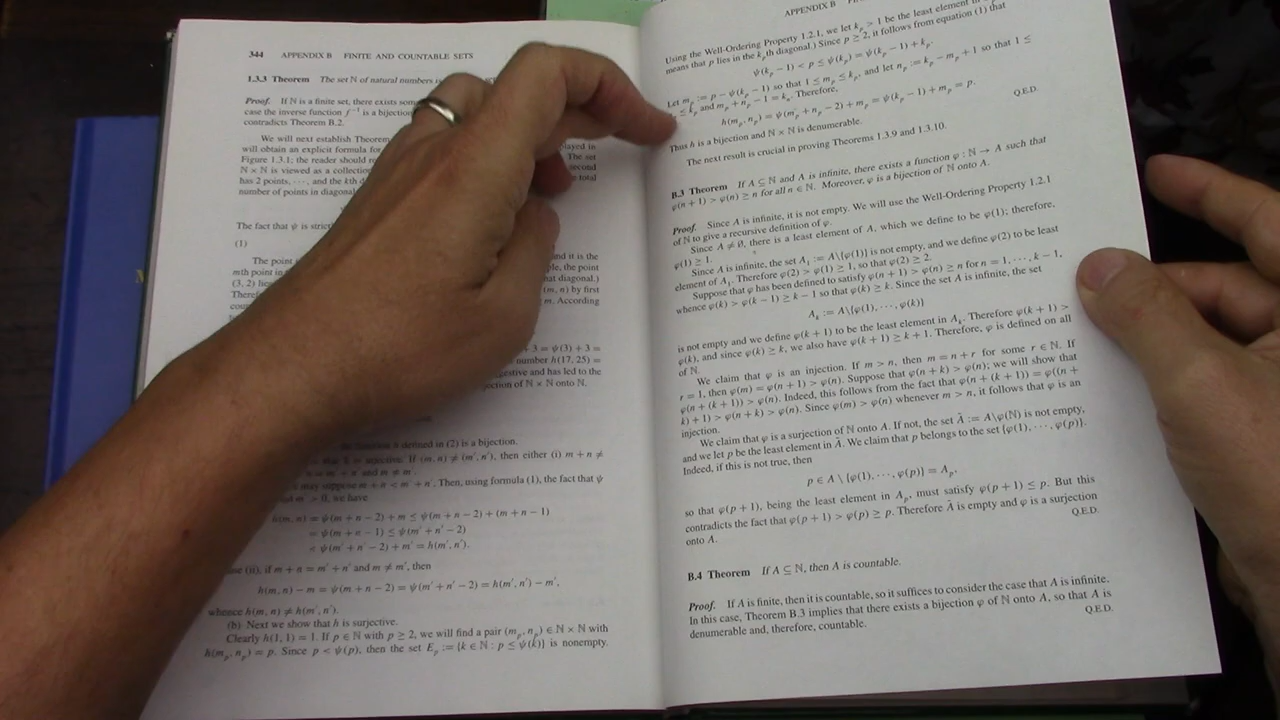 344 APPENDIX B FINITE AND COUNTABLE SETS
1.3.3 Theorem The set ℕ of natural numbers is
Proof. If ℕ is a finite set, there exists
case the inverse function f⁻¹ is a bijection
contradicts Theorem B.2.
We will next establish Theorem
will obtain an explicit formula for
Figure 1.3.1; the reader should
ℕ × ℕ is viewed as a collection
has 2 points, ⋯, and the kth
number of points in diagonal
The fact that ψ is
(1)
The point
mth point in
(3, 2)
and it is the
the point
that diagonal.)
(m, n) by first
m. According
+ 3 = ψ(3) + 3 =
number h(17, 25) =
and has led to the
of ℕ × ℕ onto ℕ.
defined in (2) is a bijection.
If (m, n) ≠ (m′, n′), then either (i) m + n ≠
and m ≠ m′.
may suppose m + n < m′ + n′. Then, using formula (1), the fact that ψ
we have
h(m, n) = ψ(m + n − 2) + m ≤ ψ(m + n − 2) + (m + n − 1)
= ψ(m + n − 1) ≤ ψ(m′ + n′ − 2)
< ψ(m′ + n′ − 2) + m′ = h(m′, n′).
(ii), if m + n = m′ + n′ and m ≠ m′, then
h(m, n) − m = ψ(m + n − 2) = ψ(m′ + n′ − 2) = h(m′, n′) − m′,
whence h(m, n) ≠ h(m′, n′).
(b) Next we show that h is surjective.
Clearly h(1, 1) = 1. If p ∈ ℕ with p ≥ 2, we will find a pair (mₚ, nₚ) ∈ ℕ × ℕ with
h(mₚ, nₚ) = p. Since p < ψ(p), then the set Eₚ := {k ∈ ℕ : p ≤ ψ(k)} is nonempty.
APPENDIX B
Using the Well-Ordering Property 1.2.1, we let kₚ > 1 be the least element in
means that p lies in the kₚth diagonal.) Since p ≥ 2, it follows from equation (1) that
ψ(kₚ − 1) < p ≤ ψ(kₚ) = ψ(kₚ − 1) + kₚ.
Let mₚ := p − ψ(kₚ − 1) so that 1 ≤ mₚ ≤ kₚ, and let nₚ := kₚ − mₚ + 1 so that 1 ≤
≤ kₚ and mₚ + nₚ − 1 = kₚ. Therefore,
h(mₚ, nₚ) = ψ(mₚ + nₚ − 2) + mₚ = ψ(kₚ − 1) + mₚ = p.
Thus h is a bijection and ℕ × ℕ is denumerable. Q.E.D.
The next result is crucial in proving Theorems 1.3.9 and 1.3.10.
B.3 Theorem If A ⊆ ℕ and A is infinite, there exists a function φ : ℕ → A such that
φ(n + 1) > φ(n) ≥ n for all n ∈ ℕ. Moreover, φ is a bijection of ℕ onto A.
Proof. Since A is infinite, it is not empty. We will use the Well-Ordering Property 1.2.1
of ℕ to give a recursive definition of φ.
Since A ≠ ∅, there is a least element of A, which we define to be φ(1); therefore,
φ(1) ≥ 1.
Since A is infinite, the set A₁ := A\{φ(1)} is not empty, and we define φ(2) to be least
element of A₁. Therefore φ(2) > φ(1) ≥ 1, so that φ(2) ≥ 2.
Suppose that φ has been defined to satisfy φ(n + 1) > φ(n) ≥ n for n = 1, ⋯, k − 1,
whence φ(k) > φ(k − 1) ≥ k − 1 so that φ(k) ≥ k. Since the set A is infinite, the set
Aₖ := A\{φ(1), ⋯, φ(k)}
is not empty and we define φ(k + 1) to be the least element in Aₖ. Therefore φ(k + 1) >
φ(k), and since φ(k) ≥ k, we also have φ(k + 1) ≥ k + 1. Therefore, φ is defined on all
of ℕ.
We claim that φ is an injection. If m > n, then m = n + r for some r ∈ ℕ. If
r = 1, then φ(m) = φ(n + 1) > φ(n). Suppose that φ(n + k) > φ(n); we will show that
φ(n + (k + 1)) > φ(n). Indeed, this follows from the fact that φ(n + (k + 1)) = φ((n +
k) + 1) > φ(n + k) > φ(n). Since φ(m) > φ(n) whenever m > n, it follows that φ is an
injection.
We claim that φ is a surjection of ℕ onto A. If not, the set Ã := A\φ(ℕ) is not empty,
and we let p be the least element in Ã. We claim that p belongs to the set {φ(1), ⋯, φ(p)}.
Indeed, if this is not true, then
p ∈ A \ {φ(1), ⋯, φ(p)} = Aₚ,
so that φ(p + 1), being the least element in Aₚ, must satisfy φ(p + 1) ≤ p. But this
contradicts the fact that φ(p + 1) > φ(p) ≥ p. Therefore Ã is empty and φ is a surjection
onto A. Q.E.D.
B.4 Theorem If A ⊆ ℕ, then A is countable.
Proof. If A is finite, then it is countable, so it suffices to consider the case that A is infinite.
In this case, Theorem B.3 implies that there exists a bijection φ of ℕ onto A, so that A is
denumerable and, therefore, countable. Q.E.D.